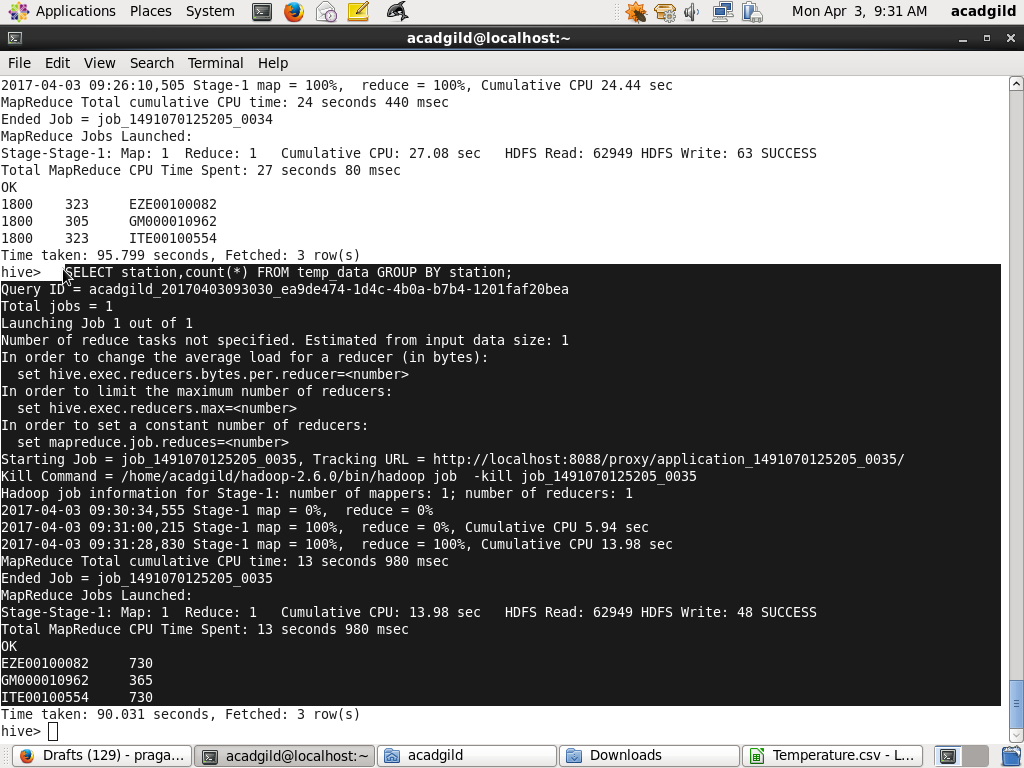 Applications Places System Mon Apr 3, 9:31 AM acadgild
acadgild@localhost:~
File Edit View Search Terminal Help
2017-04-03 09:26:10,505 Stage-1 map = 100%,  reduce = 100%, Cumulative CPU 24.44 sec
MapReduce Total cumulative CPU time: 24 seconds 440 msec
Ended Job = job_1491070125205_0034
MapReduce Jobs Launched:
Stage-Stage-1: Map: 1  Reduce: 1   Cumulative CPU: 27.08 sec   HDFS Read: 62949 HDFS Write: 63 SUCCESS
Total MapReduce CPU Time Spent: 27 seconds 80 msec
OK
1800    323     EZE00100082
1800    305     GM000010962
1800    323     ITE00100554
Time taken: 95.799 seconds, Fetched: 3 row(s)
hive>   SELECT station,count(*) FROM temp_data GROUP BY station;
Query ID = acadgild_20170403093030_ea9de474-1d4c-4b0a-b7b4-1201faf20bea
Total jobs = 1
Launching Job 1 out of 1
Number of reduce tasks not specified. Estimated from input data size: 1
In order to change the average load for a reducer (in bytes):
  set hive.exec.reducers.bytes.per.reducer=<number>
In order to limit the maximum number of reducers:
  set hive.exec.reducers.max=<number>
In order to set a constant number of reducers:
  set mapreduce.job.reduces=<number>
Starting Job = job_1491070125205_0035, Tracking URL = http://localhost:8088/proxy/application_1491070125205_0035/
Kill Command = /home/acadgild/hadoop-2.6.0/bin/hadoop job  -kill job_1491070125205_0035
Hadoop job information for Stage-1: number of mappers: 1; number of reducers: 1
2017-04-03 09:30:34,555 Stage-1 map = 0%,  reduce = 0%
2017-04-03 09:31:00,215 Stage-1 map = 100%,  reduce = 0%, Cumulative CPU 5.94 sec
2017-04-03 09:31:28,830 Stage-1 map = 100%,  reduce = 100%, Cumulative CPU 13.98 sec
MapReduce Total cumulative CPU time: 13 seconds 980 msec
Ended Job = job_1491070125205_0035
MapReduce Jobs Launched:
Stage-Stage-1: Map: 1  Reduce: 1   Cumulative CPU: 13.98 sec   HDFS Read: 62949 HDFS Write: 48 SUCCESS
Total MapReduce CPU Time Spent: 13 seconds 980 msec
OK
EZE00100082     730
GM000010962     365
ITE00100554     730
Time taken: 90.031 seconds, Fetched: 3 row(s)
hive>
Drafts (129) - praga... acadgild@localhost:~ acadgild Downloads Temperature.csv - L...